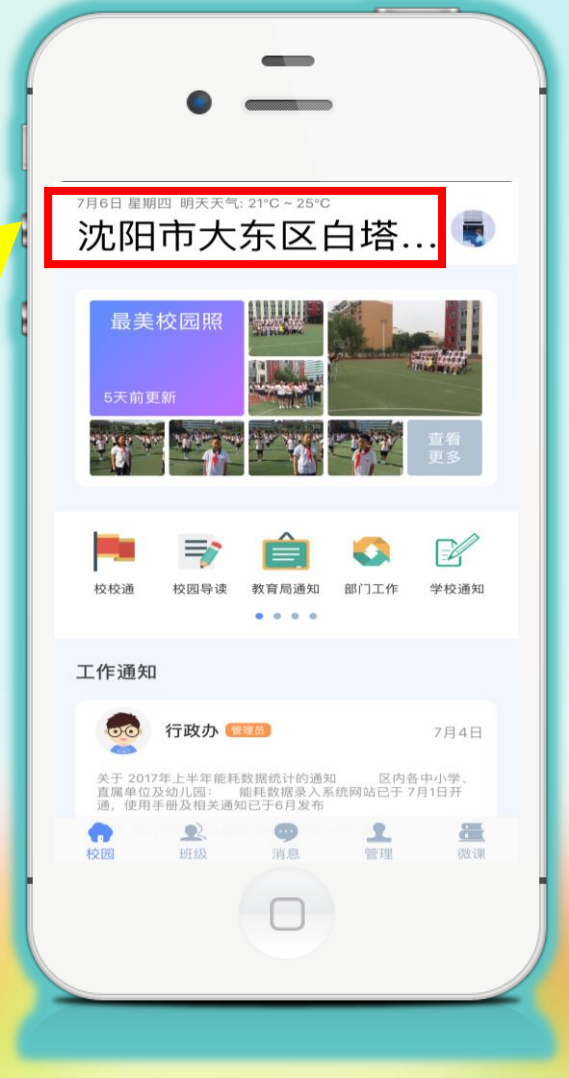 7月6日 星期四 明天天气: 21°C ~ 25°C
沈阳市大东区白塔...
最美校园照
5天前更新
查看
更多
校校通 校园导读 教育局通知 部门工作 学校通知
工作通知
行政办 管理员 7月4日
关于 2017年上半年能耗数据统计的通知 区内各中小学、
直属单位及幼儿园: 能耗数据录入系统网站已于 7月1日开
通，使用手册及相关通知已于6月发布
校园 班级 消息 管理 微课